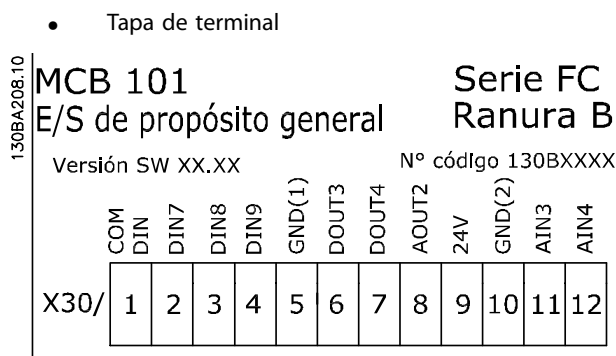 • Tapa de terminal
130BA208.10
MCB 101
Serie FC
E/S de propósito general
Ranura B
Versión SW XX.XX
Nº código 130BXXXX
COM DIN
DIN7
DIN8
DIN9
GND(1)
DOUT3
DOUT4
AOUT2
24V
GND(2)
AIN3
AIN4
X30/ 1 2 3 4 5 6 7 8 9 10 11 12